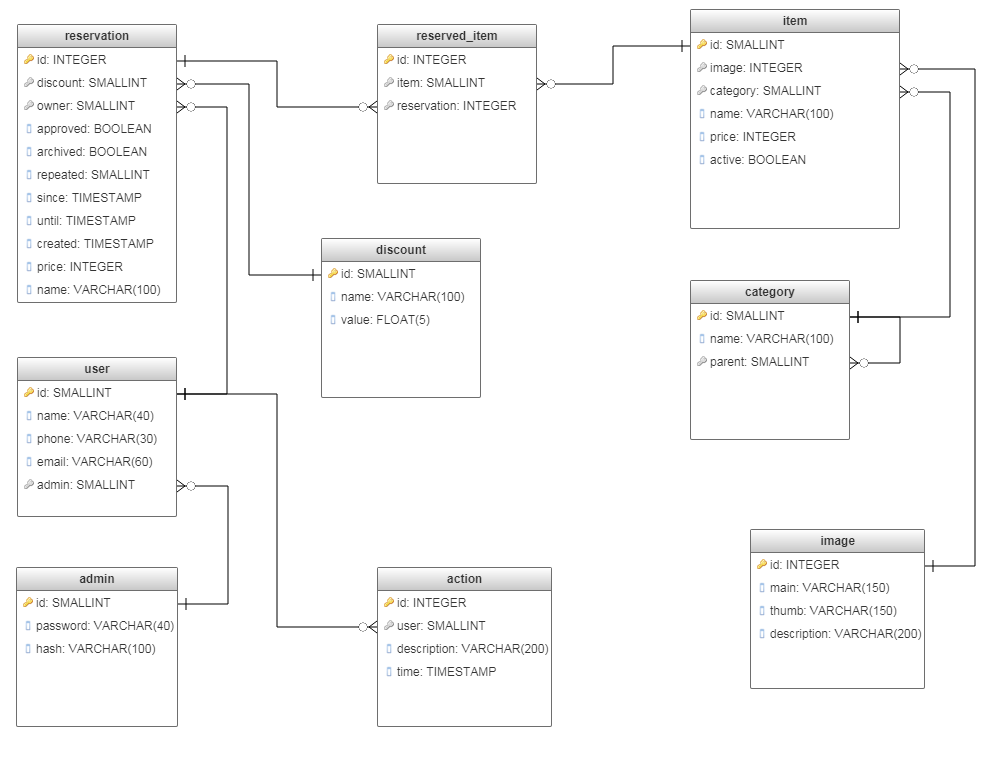 reservation
id: INTEGER
discount: SMALLINT
owner: SMALLINT
approved: BOOLEAN
archived: BOOLEAN
repeated: SMALLINT
since: TIMESTAMP
until: TIMESTAMP
created: TIMESTAMP
price: INTEGER
name: VARCHAR(100)
reserved_item
id: INTEGER
item: SMALLINT
reservation: INTEGER
item
id: SMALLINT
image: INTEGER
category: SMALLINT
name: VARCHAR(100)
price: INTEGER
active: BOOLEAN
discount
id: SMALLINT
name: VARCHAR(100)
value: FLOAT(5)
category
id: SMALLINT
name: VARCHAR(100)
parent: SMALLINT
user
id: SMALLINT
name: VARCHAR(40)
phone: VARCHAR(30)
email: VARCHAR(60)
admin: SMALLINT
admin
id: SMALLINT
password: VARCHAR(40)
hash: VARCHAR(100)
action
id: INTEGER
user: SMALLINT
description: VARCHAR(200)
time: TIMESTAMP
image
id: INTEGER
main: VARCHAR(150)
thumb: VARCHAR(150)
description: VARCHAR(200)